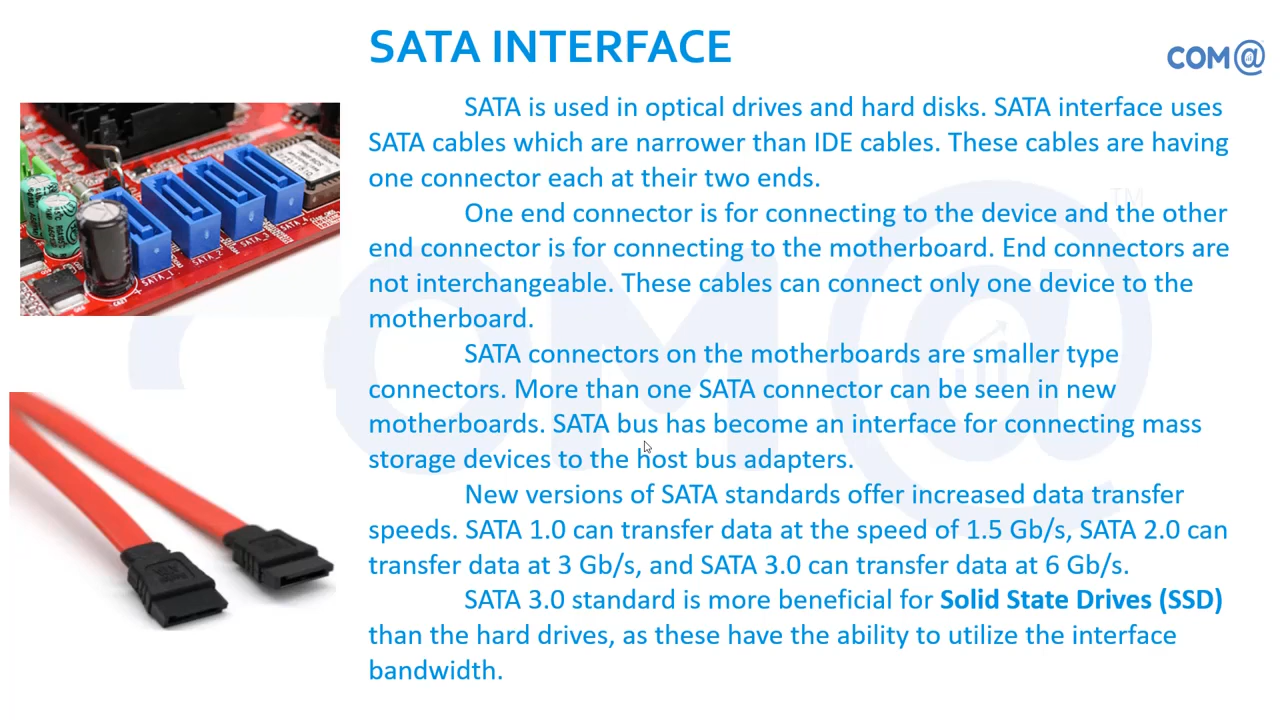 SATA INTERFACE
COM@
SATA is used in optical drives and hard disks. SATA interface uses
SATA cables which are narrower than IDE cables. These cables are having
one connector each at their two ends.
One end connector is for connecting to the device and the other
end connector is for connecting to the motherboard. End connectors are
not interchangeable. These cables can connect only one device to the
motherboard.
SATA connectors on the motherboards are smaller type
connectors. More than one SATA connector can be seen in new
motherboards. SATA bus has become an interface for connecting mass
storage devices to the host bus adapters.
New versions of SATA standards offer increased data transfer
speeds. SATA 1.0 can transfer data at the speed of 1.5 Gb/s, SATA 2.0 can
transfer data at 3 Gb/s, and SATA 3.0 can transfer data at 6 Gb/s.
SATA 3.0 standard is more beneficial for Solid State Drives (SSD)
than the hard drives, as these have the ability to utilize the interface
bandwidth.
SATA_1
SATA_2
SATA_3
SATA_4
COM@
TM